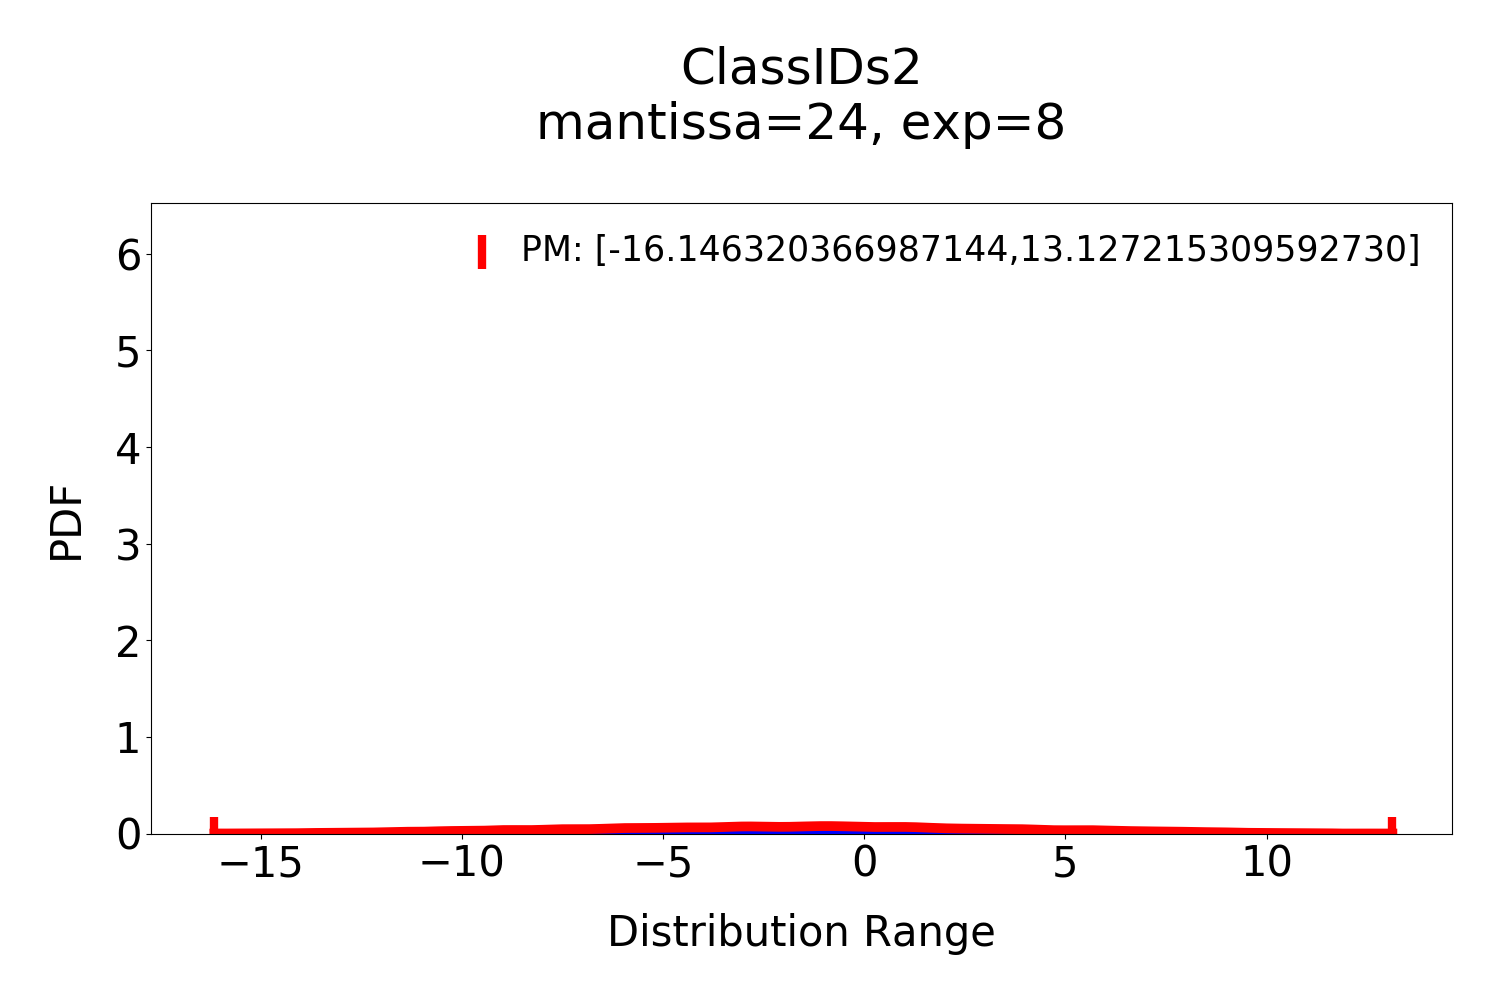 ClassIDs2
mantissa=24, exp=8
PM: [-16.146320366987144,13.127215309592730]
6
5
4
3
2
1
0
PDF
−15
−10
−5
0
5
10
Distribution Range